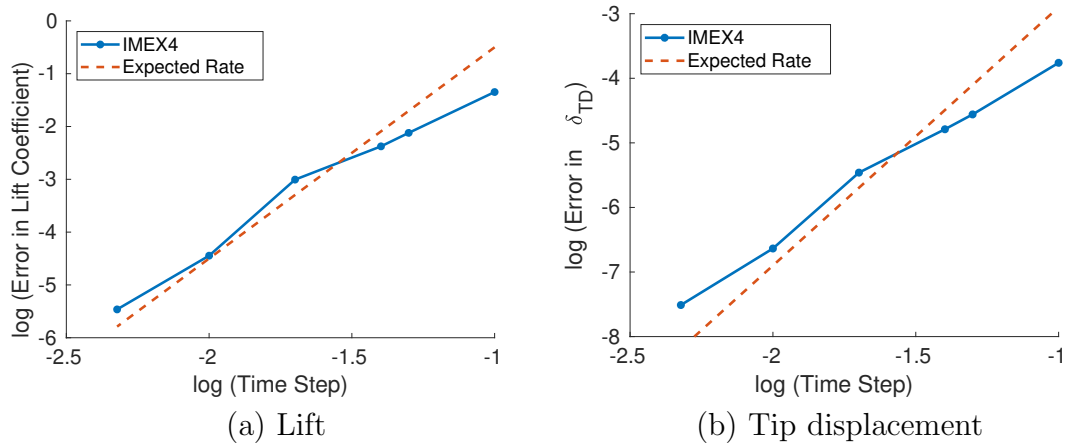 0
-1
-2
-3
-4
-5
-6
-2.5
-2
-1.5
-1
log (Error in Lift Coefficient)
log (Time Step)
IMEX4
Expected Rate
(a) Lift
-3
-4
-5
-6
-7
-8
-2.5
-2
-1.5
-1
log (Error in δTD)
log (Time Step)
IMEX4
Expected Rate
(b) Tip displacement